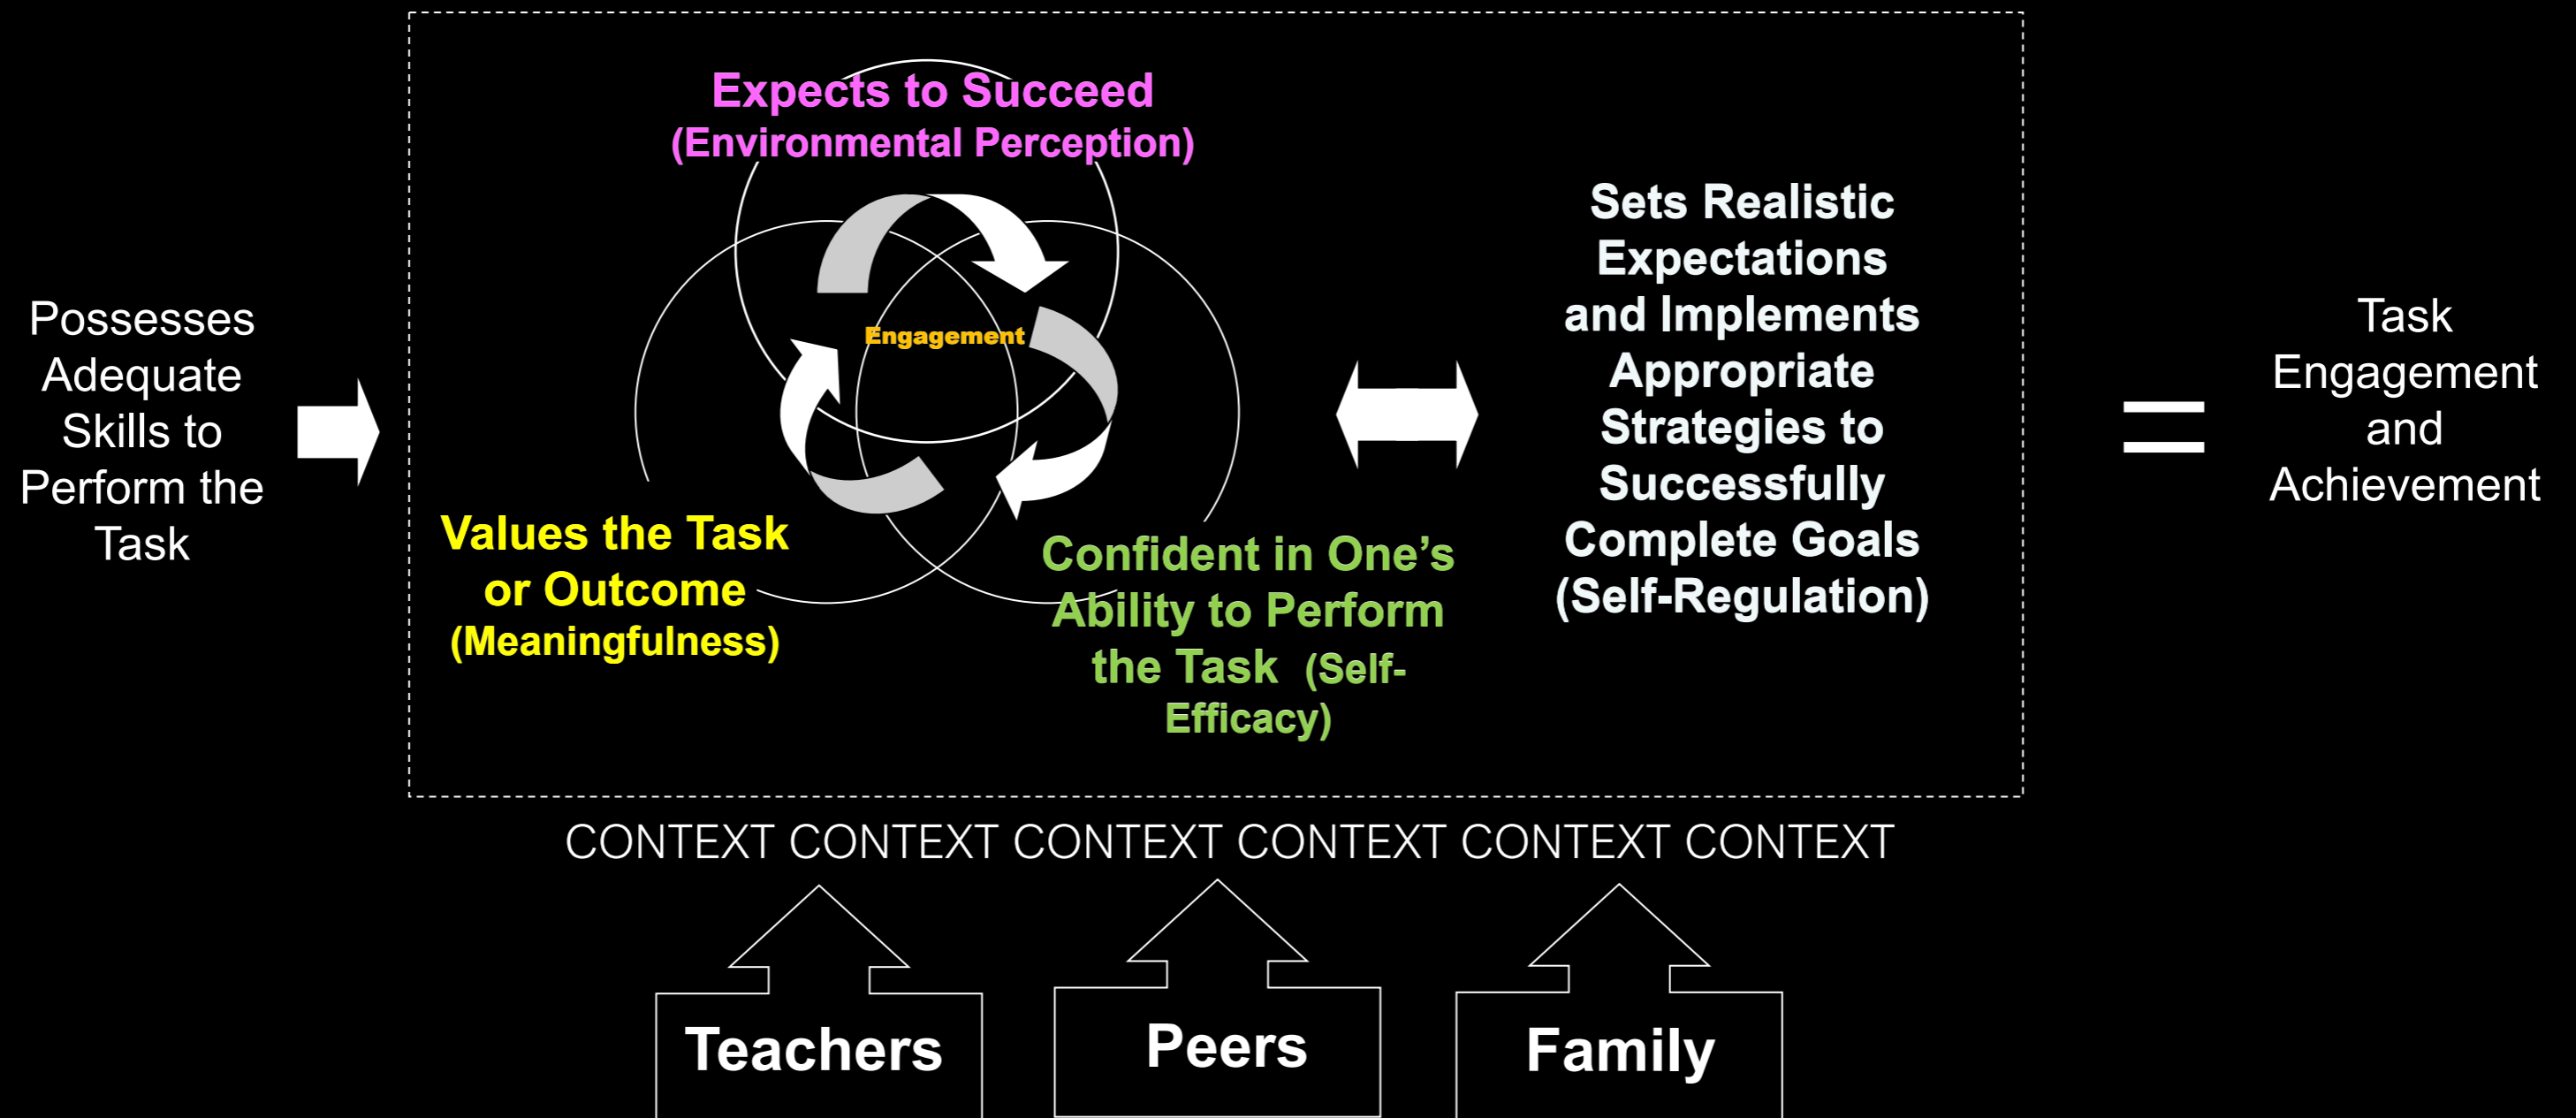 Possesses
Adequate
Skills to
Perform the
Task
Expects to Succeed
(Environmental Perception)
Engagement
Values the Task
or Outcome
(Meaningfulness)
Confident in One’s
Ability to Perform
the Task (Self-
Efficacy)
Sets Realistic
Expectations
and Implements
Appropriate
Strategies to
Successfully
Complete Goals
(Self-Regulation)
=
Task
Engagement
and
Achievement
CONTEXT CONTEXT CONTEXT CONTEXT CONTEXT CONTEXT
Teachers
Peers
Family